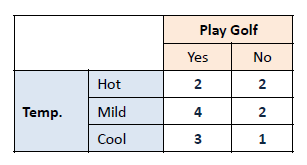 Play Golf
Yes No
Hot 2 2
Temp. Mild 4 2
Cool 3 1